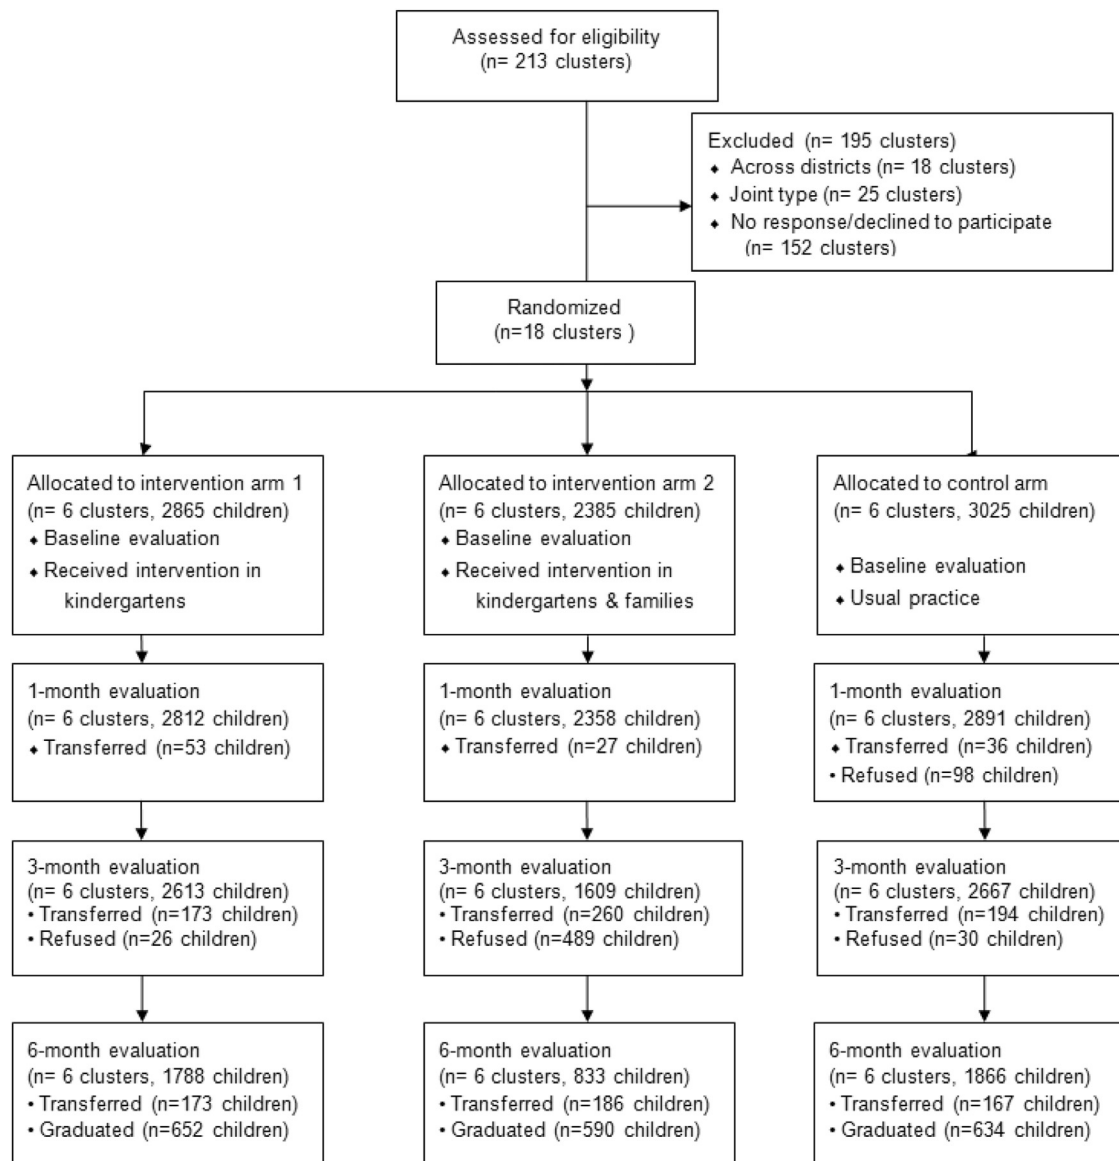 Assessed for eligibility
(n= 213 clusters)
Excluded (n= 195 clusters)
⬥ Across districts (n= 18 clusters)
⬥ Joint type (n= 25 clusters)
⬥ No response/declined to participate
(n= 152 clusters)
Randomized
(n=18 clusters )
Allocated to intervention arm 1
(n= 6 clusters, 2865 children)
⬥ Baseline evaluation
⬥ Received intervention in
kindergartens
Allocated to intervention arm 2
(n= 6 clusters, 2385 children)
⬥ Baseline evaluation
⬥ Received intervention in
kindergartens & families
Allocated to control arm
(n= 6 clusters, 3025 children)
⬥ Baseline evaluation
⬥ Usual practice
1-month evaluation
(n= 6 clusters, 2812 children)
⬥ Transferred (n=53 children)
1-month evaluation
(n= 6 clusters, 2358 children)
⬥ Transferred (n=27 children)
1-month evaluation
(n= 6 clusters, 2891 children)
⬥ Transferred (n=36 children)
• Refused (n=98 children)
3-month evaluation
(n= 6 clusters, 2613 children)
• Transferred (n=173 children)
• Refused (n=26 children)
3-month evaluation
(n= 6 clusters, 1609 children)
• Transferred (n=260 children)
• Refused (n=489 children)
3-month evaluation
(n= 6 clusters, 2667 children)
• Transferred (n=194 children)
• Refused (n=30 children)
6-month evaluation
(n= 6 clusters, 1788 children)
• Transferred (n=173 children)
• Graduated (n=652 children)
6-month evaluation
(n= 6 clusters, 833 children)
• Transferred (n=186 children)
• Graduated (n=590 children)
6-month evaluation
(n= 6 clusters, 1866 children)
• Transferred (n=167 children)
• Graduated (n=634 children)